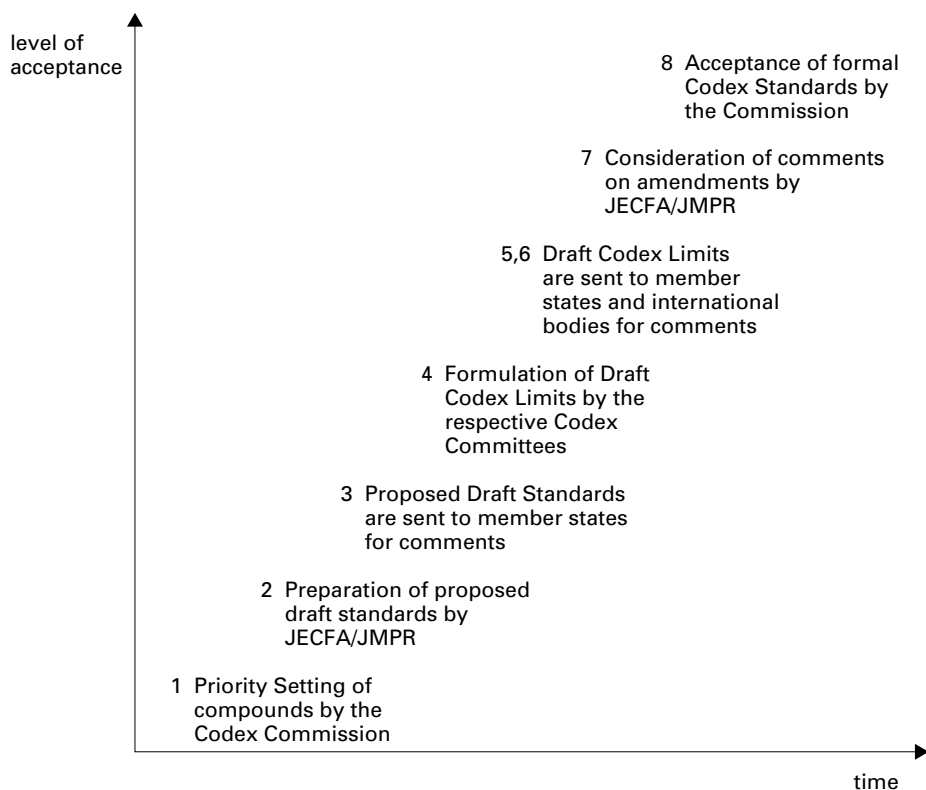 level of
acceptance
8 Acceptance of formal
Codex Standards by
the Commission
7 Consideration of comments
on amendments by
JECFA/JMPR
5,6 Draft Codex Limits
are sent to member
states and international
bodies for comments
4 Formulation of Draft
Codex Limits by the
respective Codex
Committees
3 Proposed Draft Standards
are sent to member states
for comments
2 Preparation of proposed
draft standards by
JECFA/JMPR
1 Priority Setting of
compounds by the
Codex Commission
time